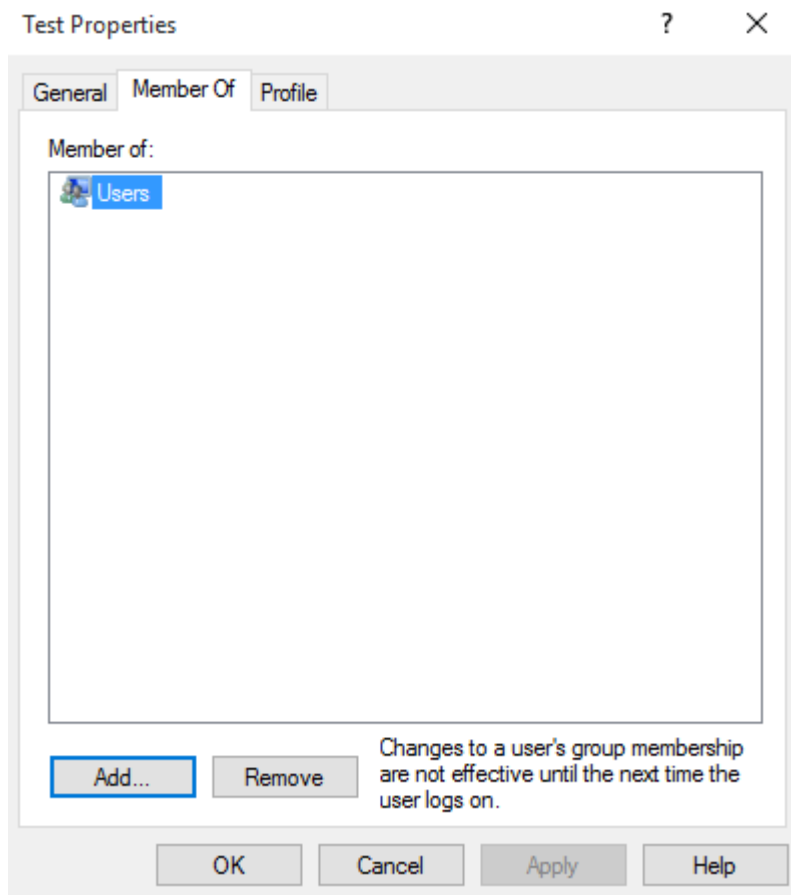 Test Properties
?
General Member Of Profile
Member of:
Users
Add... Remove
Changes to a user's group membership
are not effective until the next time the
user logs on.
OK Cancel Apply Help